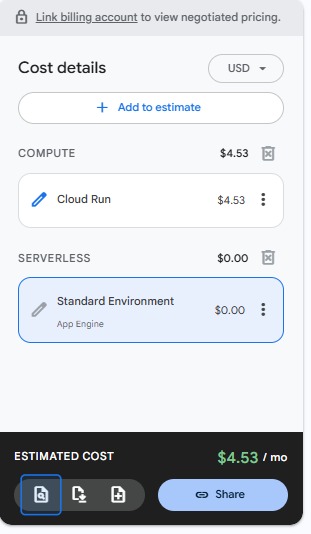 Link billing account to view negotiated pricing.
Cost details
USD
+ Add to estimate
COMPUTE $4.53
Cloud Run $4.53
SERVERLESS $0.00
Standard Environment $0.00
App Engine
ESTIMATED COST $4.53 / mo
Share